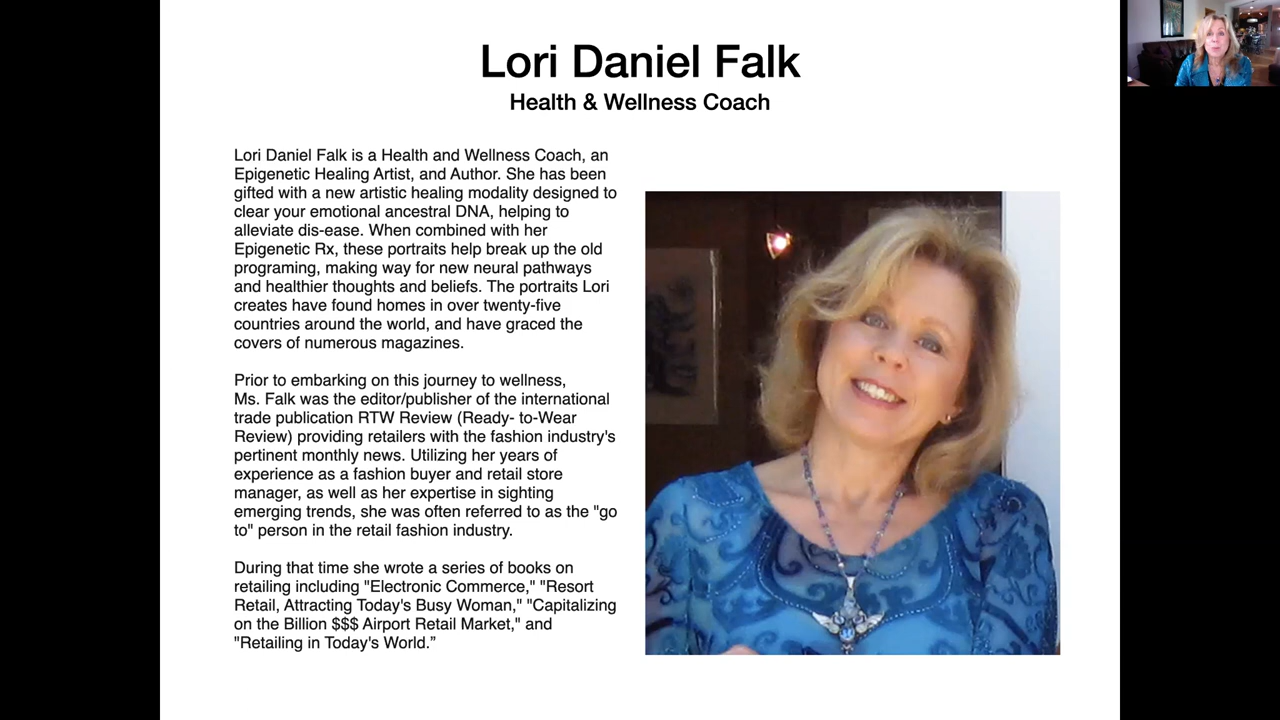 Lori Daniel Falk
Health & Wellness Coach
Lori Daniel Falk is a Health and Wellness Coach, an
Epigenetic Healing Artist, and Author. She has been
gifted with a new artistic healing modality designed to
clear your emotional ancestral DNA, helping to
alleviate dis-ease. When combined with her
Epigenetic Rx, these portraits help break up the old
programing, making way for new neural pathways
and healthier thoughts and beliefs. The portraits Lori
creates have found homes in over twenty-five
countries around the world, and have graced the
covers of numerous magazines.
Prior to embarking on this journey to wellness,
Ms. Falk was the editor/publisher of the international
trade publication RTW Review (Ready- to-Wear
Review) providing retailers with the fashion industry's
pertinent monthly news. Utilizing her years of
experience as a fashion buyer and retail store
manager, as well as her expertise in sighting
emerging trends, she was often referred to as the "go
to" person in the retail fashion industry.
During that time she wrote a series of books on
retailing including "Electronic Commerce," "Resort
Retail, Attracting Today's Busy Woman," "Capitalizing
on the Billion $$$ Airport Retail Market," and
"Retailing in Today's World.”